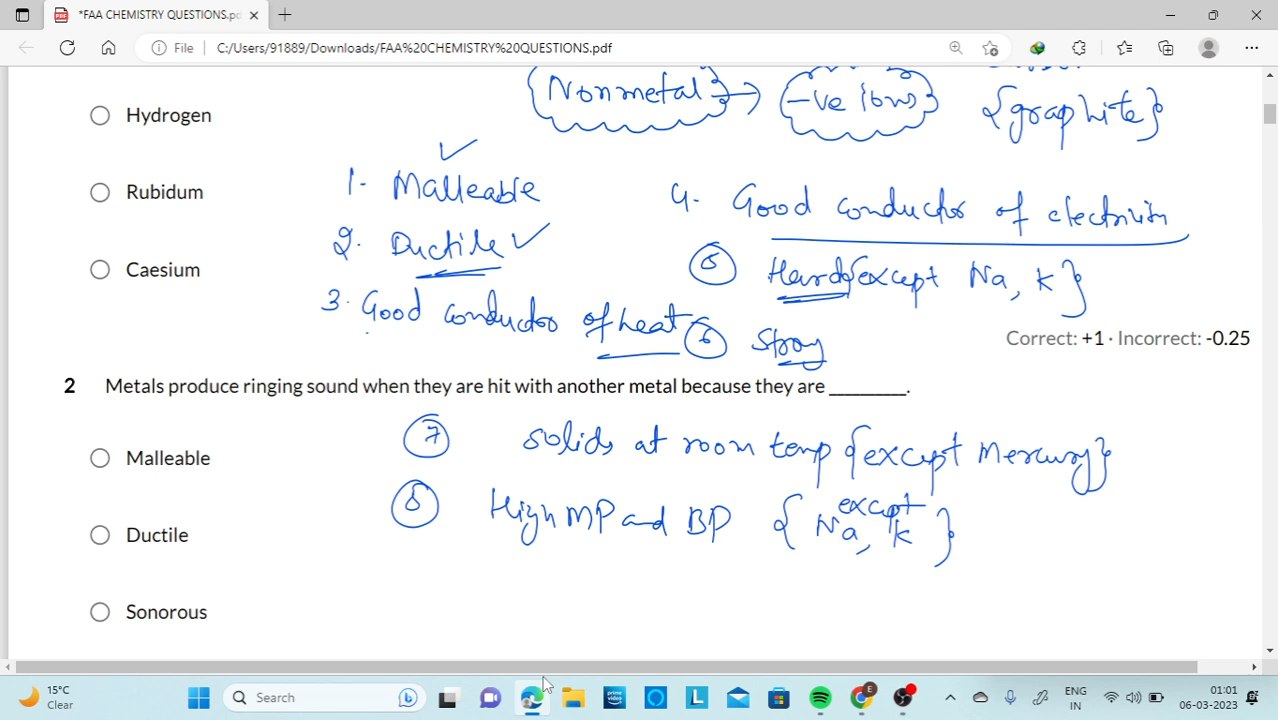 *FAA CHEMISTRY QUESTIONS.pdf
File C:/Users/91889/Downloads/FAA%20CHEMISTRY%20QUESTIONS.pdf
Nonmetal → -ve Ions {graphite}
Hydrogen
1. Malleable
Rubidum
4. Good conductor of
2. Ductile
Caesium
5 Hard {except Na, K}
3. Good conductor of heat
6 Strong
Correct: +1 · Incorrect: -0.25
2 Metals produce ringing sound when they are hit with another metal because they are __________.
7 Solids at room temp {except Mercury}
Malleable
8 High MP and BP {except Na, K}
Ductile
Sonorous
15°C
Clear
Search
ENG
IN
01:01
06-03-2023